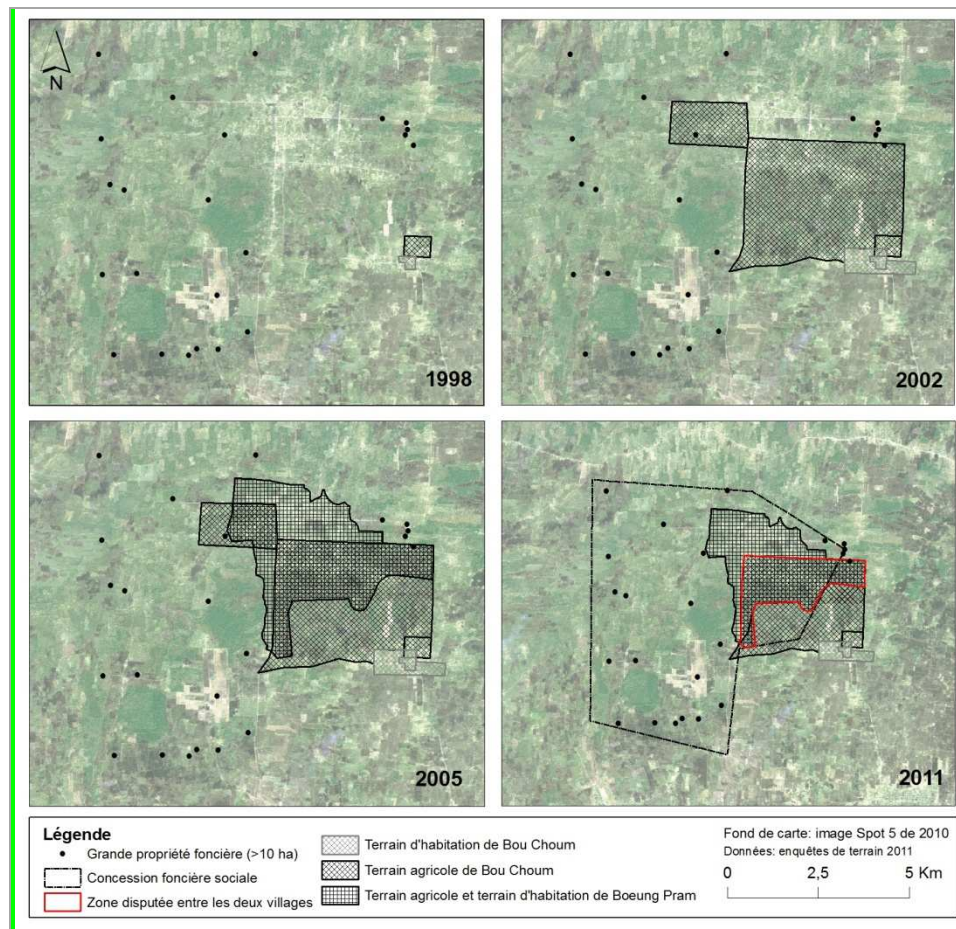 N
1998
2002
2005
2011
Légende
Grande propriété foncière (>10 ha)
Concession foncière sociale
Zone disputée entre les deux villages
Terrain d'habitation de Bou Choum
Terrain agricole de Bou Choum
Terrain agricole et terrain d'habitation de Boeung Pram
Fond de carte: image Spot 5 de 2010
Données: enquêtes de terrain 2011
0 2,5 5 Km